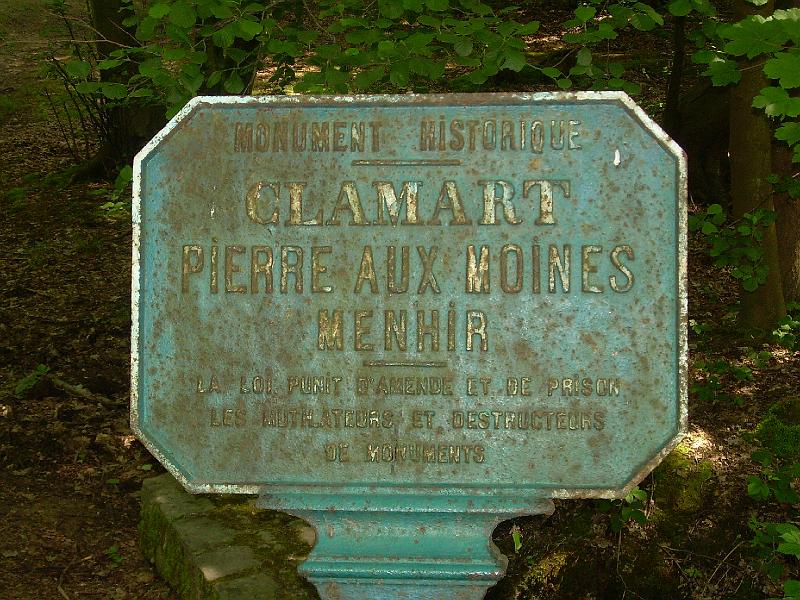 MONUMENT HISTORIQUE
CLAMART
PIERRE AUX MOINES
MENHIR
LA LOI PUNIT D'AMENDE ET DE PRISON
LES MUTILATEURS ET DESTRUCTEURS
DE MONUMENTS